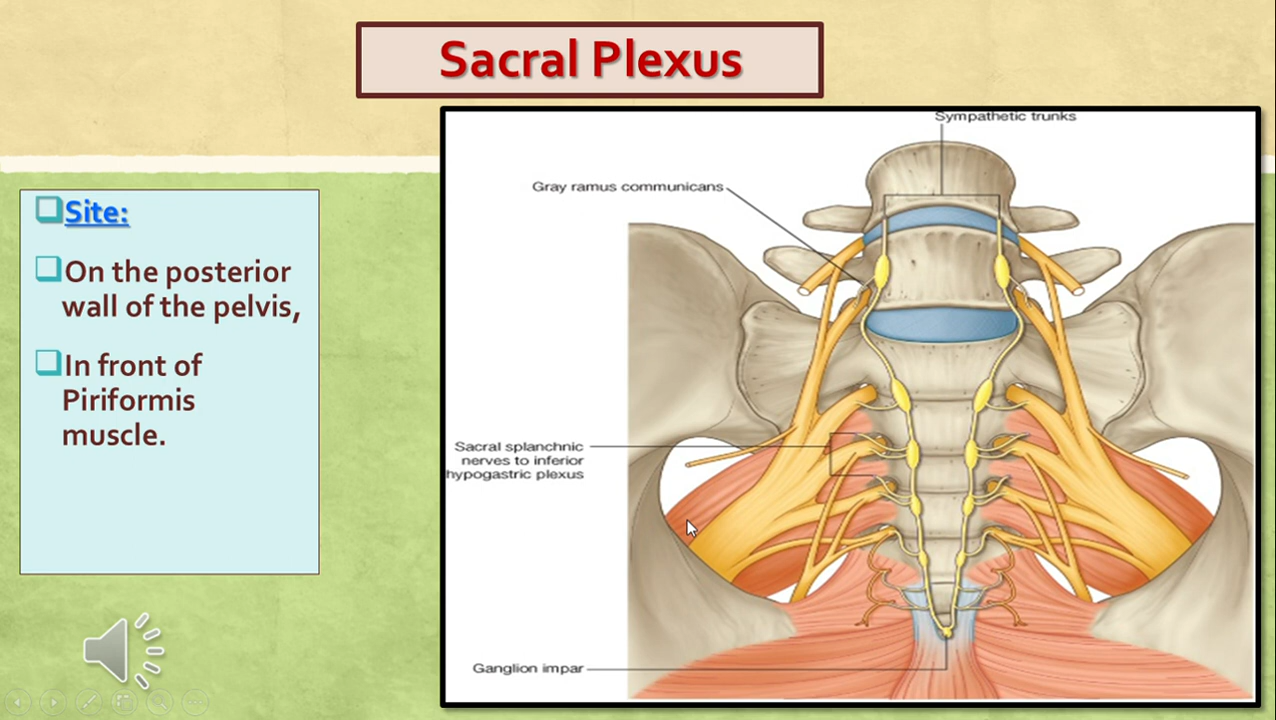 Sacral Plexus
Site:
On the posterior
wall of the pelvis,
In front of
Piriformis
muscle.
Sympathetic trunks
Gray ramus communicans
Sacral splanchnic
nerves to inferior
hypogastric plexus
Ganglion impar